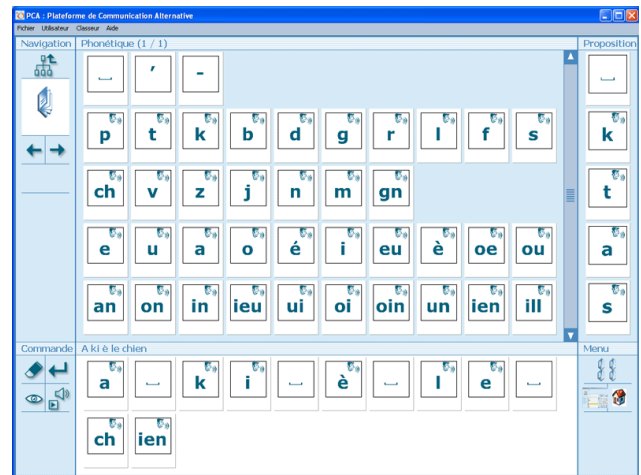 PCA : Plateforme de Communication Alternative
Fichier Utilisateur Classeur Aide
Navigation Phonétique (1 / 1) Proposition
' -
p t k b d g r l f s k
ch v z j n m gn t
e u a o é i eu è oe ou a
an on in ieu ui oi oin un ien ill s
Commande A ki è le chien Menu
a k i è l e
ch ien